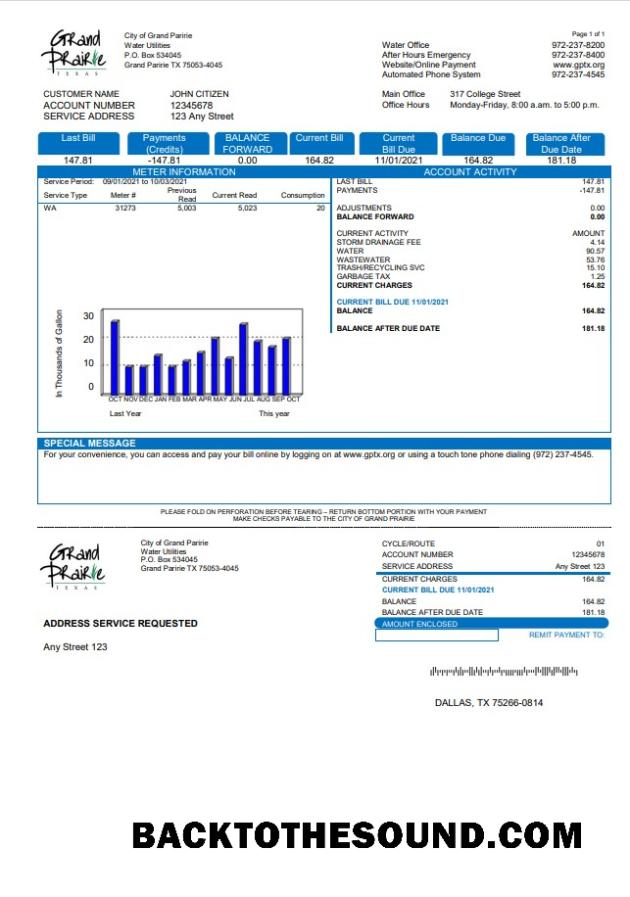 Grand
Prairie
TEXAS
City of Grand Paririe
Water Utilities
P.O. Box 534045
Grand Paririe TX 75053-4045
Page 1 of 1
Water Office 972-237-8200
After Hours Emergency 972-237-8400
Website/Online Payment www.gptx.org
Automated Phone System 972-237-4545
CUSTOMER NAME JOHN CITIZEN
ACCOUNT NUMBER 12345678
SERVICE ADDRESS 123 Any Street
Main Office 317 College Street
Office Hours Monday-Friday, 8:00 a.m. to 5:00 p.m.
Last Bill Payments (Credits) BALANCE FORWARD Current Bill Current Bill Due Balance Due Balance After Due Date
147.81 -147.81 0.00 164.82 11/01/2021 164.82 181.18
METER INFORMATION
Service Period: 09/01/2021 to 10/03/2021
Service Type Meter # Previous Read Current Read Consumption
WA 31273 5,003 5,023 20
In Thousands of Gallon
30
20
10
0
OCT NOV DEC JAN FEB MAR APR MAY JUN JUL AUG SEP OCT
Last Year This year
ACCOUNT ACTIVITY
LAST BILL 147.81
PAYMENTS -147.81
ADJUSTMENTS 0.00
BALANCE FORWARD 0.00
CURRENT ACTIVITY AMOUNT
STORM DRAINAGE FEE 4.14
WATER 90.57
WASTEWATER 53.76
TRASH/RECYCLING SVC 15.10
GARBAGE TAX 1.25
CURRENT CHARGES 164.82
CURRENT BILL DUE 11/01/2021
BALANCE 164.82
BALANCE AFTER DUE DATE 181.18
SPECIAL MESSAGE
For your convenience, you can access and pay your bill online by logging on at www.gptx.org or using a touch tone phone dialing (972) 237-4545.
PLEASE FOLD ON PERFORATION BEFORE TEARING – RETURN BOTTOM PORTION WITH YOUR PAYMENT
MAKE CHECKS PAYABLE TO THE CITY OF GRAND PRAIRIE
Grand
Prairie
TEXAS
City of Grand Paririe
Water Utilities
P.O. Box 534045
Grand Paririe TX 75053-4045
CYCLE/ROUTE 01
ACCOUNT NUMBER 12345678
SERVICE ADDRESS Any Street 123
CURRENT CHARGES 164.82
CURRENT BILL DUE 11/01/2021
BALANCE 164.82
BALANCE AFTER DUE DATE 181.18
AMOUNT ENCLOSED
REMIT PAYMENT TO:
ADDRESS SERVICE REQUESTED
Any Street 123
DALLAS, TX 75266-0814
BACKTOTHESOUND.COM